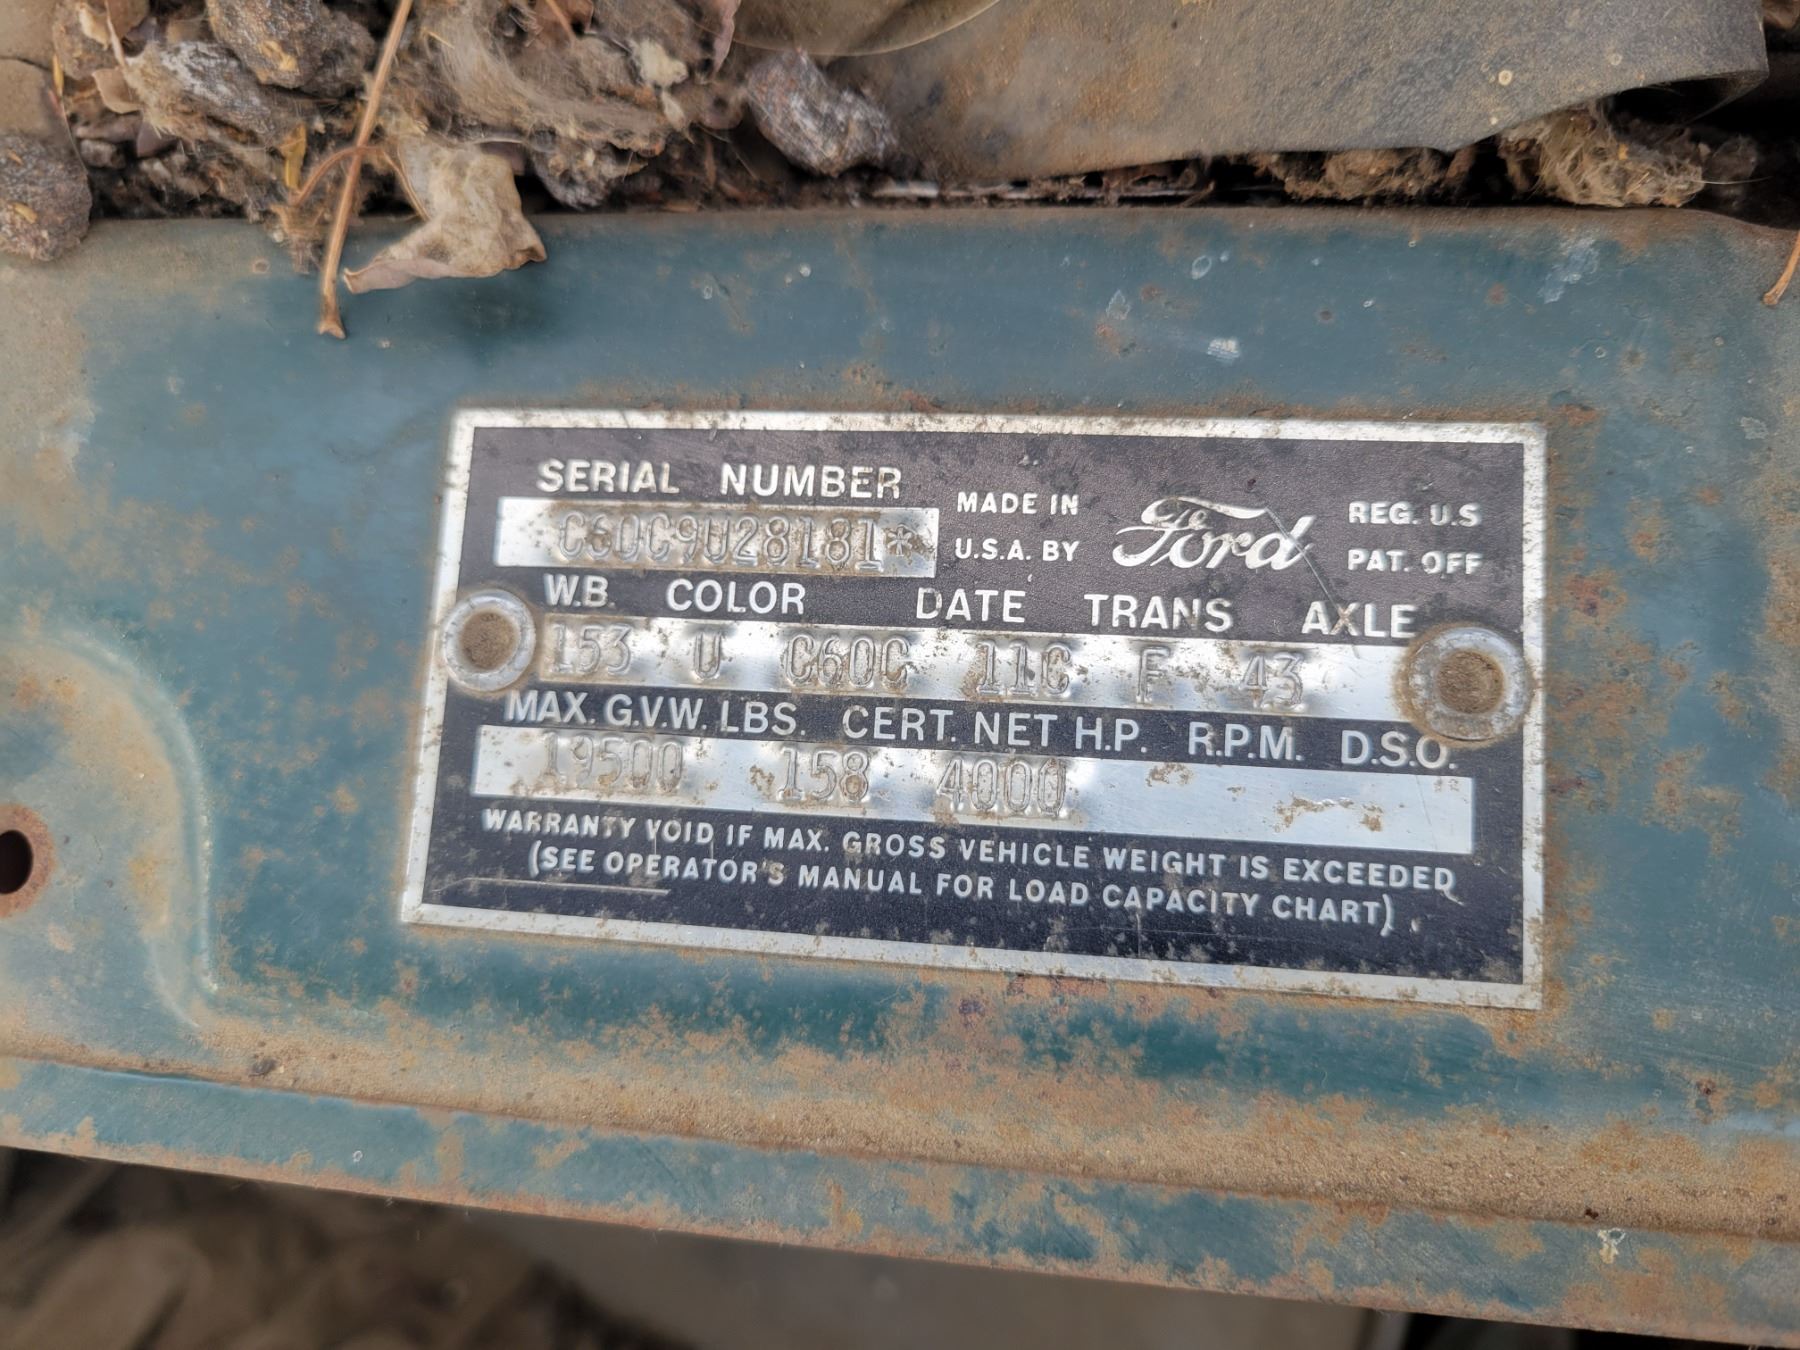 SERIAL NUMBER
C60C9U28181*
MADE IN
U.S.A. BY
Ford
REG. U.S
PAT. OFF
W.B. COLOR DATE TRANS AXLE
153 U C60C 11C F 43
MAX. G.V.W. LBS. CERT. NET H.P. R.P.M. D.S.O.
19500 158 4000
WARRANTY VOID IF MAX. GROSS VEHICLE WEIGHT IS EXCEEDED
(SEE OPERATOR'S MANUAL FOR LOAD CAPACITY CHART)